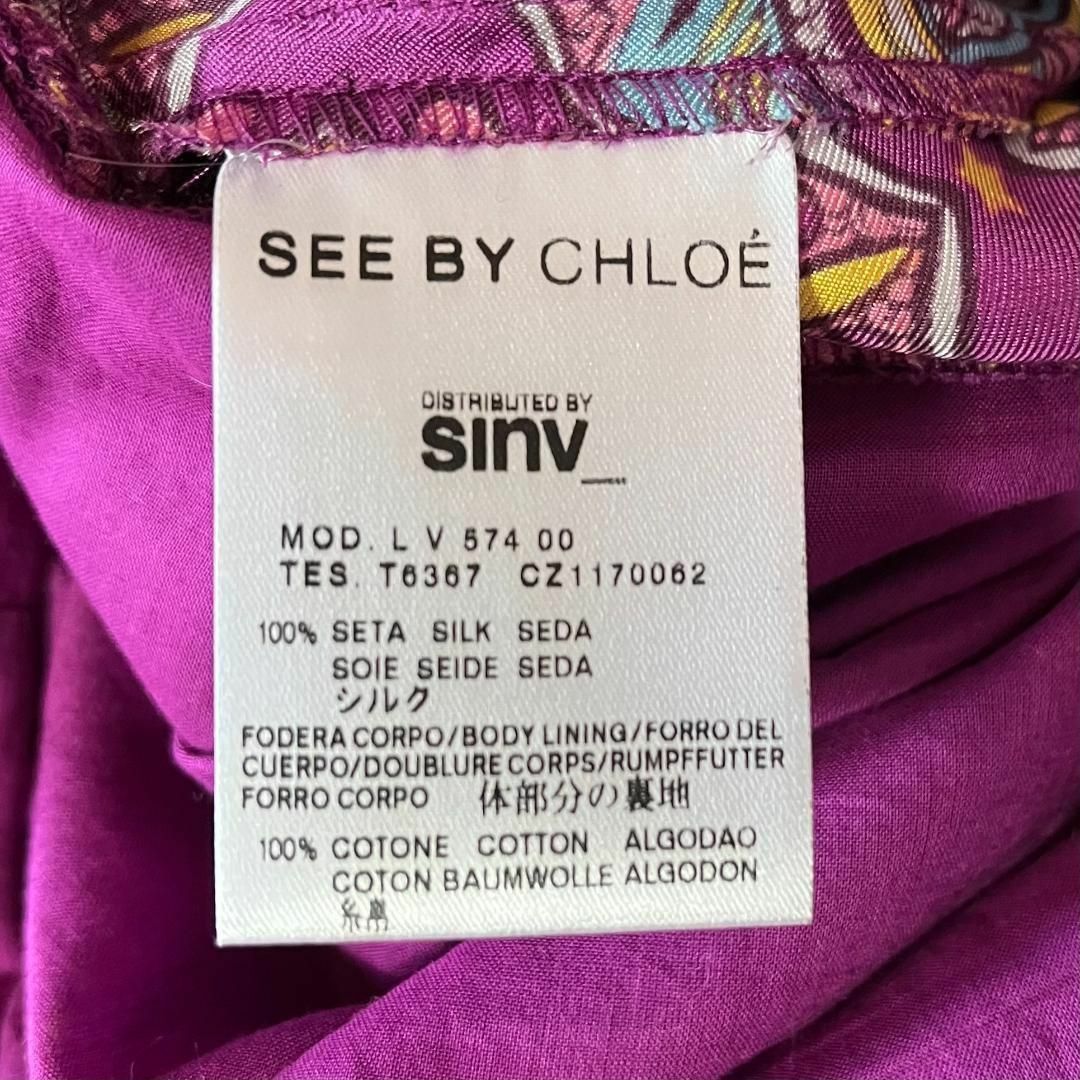 SEE BY CHLOÉ
DISTRIBUTED BY
sinv_
MOD. L V 574 00
TES. T6367 CZ1170062
100% SETA SILK SEDA
SOIE SEIDE SEDA
シルク
FODERA CORPO/BODY LINING/FORRO DEL
CUERPO/DOUBLURE CORPS/RUMPFFUTTER
FORRO CORPO 体部分の裏地
100% COTONE COTTON ALGODAO
COTON BAUMWOLLE ALGODON